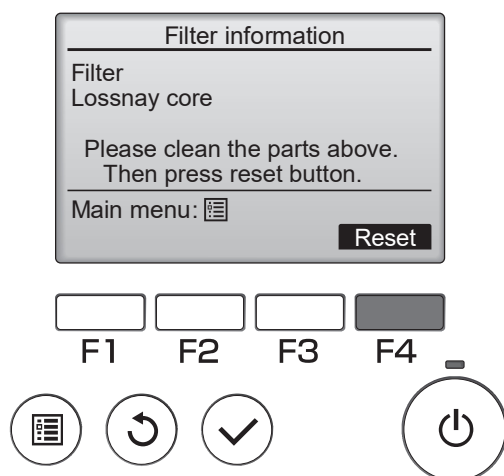 Filter information
Filter
Lossnay core
Please clean the parts above.
Then press reset button.
Main menu:
Reset
F1 F2 F3 F4